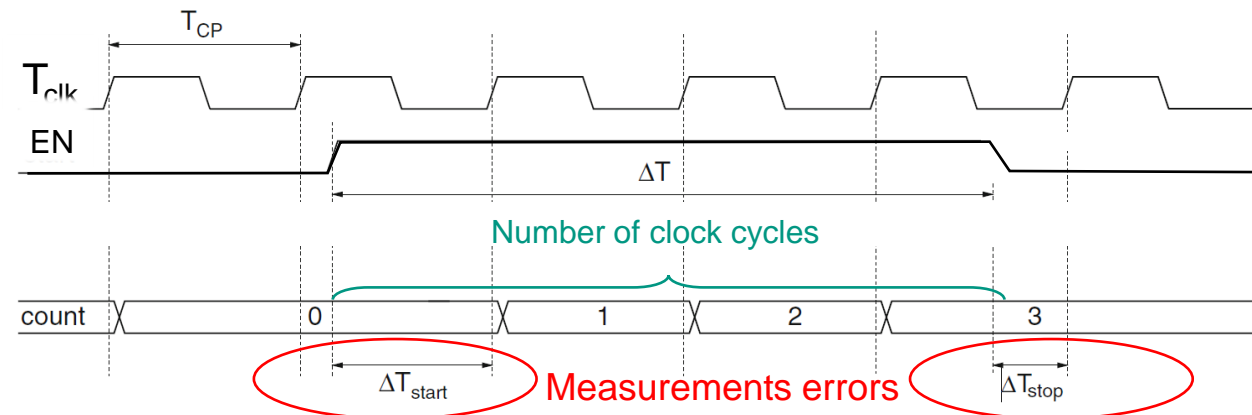 T_CP
T_clk
EN
ΔT
Number of clock cycles
count 0 1 2 3
ΔT_start Measurements errors ΔT_stop